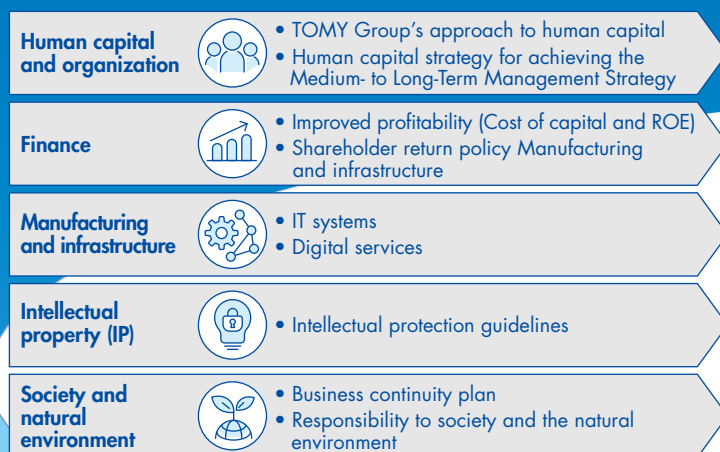 Human capital
and organization
• TOMY Group's approach to human capital
• Human capital strategy for achieving the
Medium- to Long-Term Management Strategy
Finance
• Improved profitability (Cost of capital and ROE)
• Shareholder return policy Manufacturing
and infrastructure
Manufacturing
and infrastructure
• IT systems
• Digital services
Intellectual
property (IP)
• Intellectual protection guidelines
Society and
natural
environment
• Business continuity plan
• Responsibility to society and the natural
environment